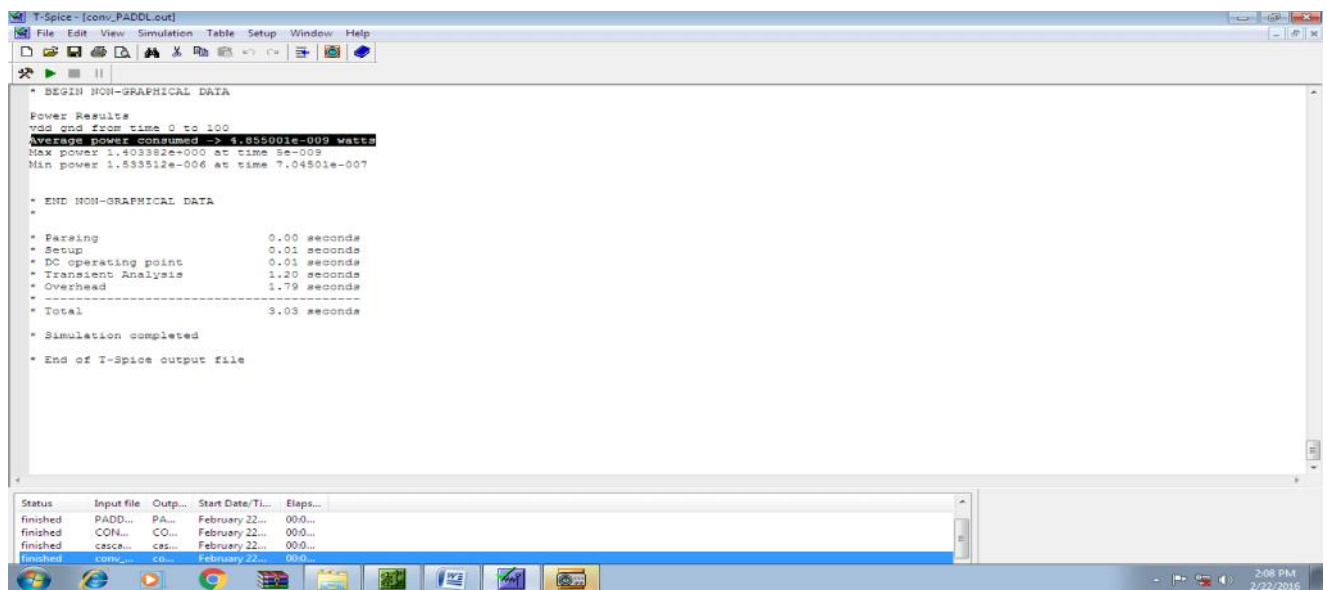 T-Spice - [conv_PADDL.out]
File Edit View Simulation Table Setup Window Help
* BEGIN NON-GRAPHICAL DATA
Power Results
vdd gnd from time 0 to 100
Average power consumed -> 4.855001e-009 watts
Max power 1.403382e+000 at time 5e-009
Min power 1.533512e-006 at time 7.04501e-007
* END NON-GRAPHICAL DATA
*
* Parsing 0.00 seconds
* Setup 0.01 seconds
* DC operating point 0.01 seconds
* Transient Analysis 1.20 seconds
* Overhead 1.79 seconds
* -----------------------------------------
* Total 3.03 seconds
* Simulation completed
* End of T-Spice output file
Status Input file Outp... Start Date/Ti... Elaps...
finished PADD... PA... February 22... 00:0...
finished CON... CO... February 22... 00:0...
finished casca... cas... February 22... 00:0...
finished conv_... co... February 22... 00:0...
2:08 PM
2/22/2016